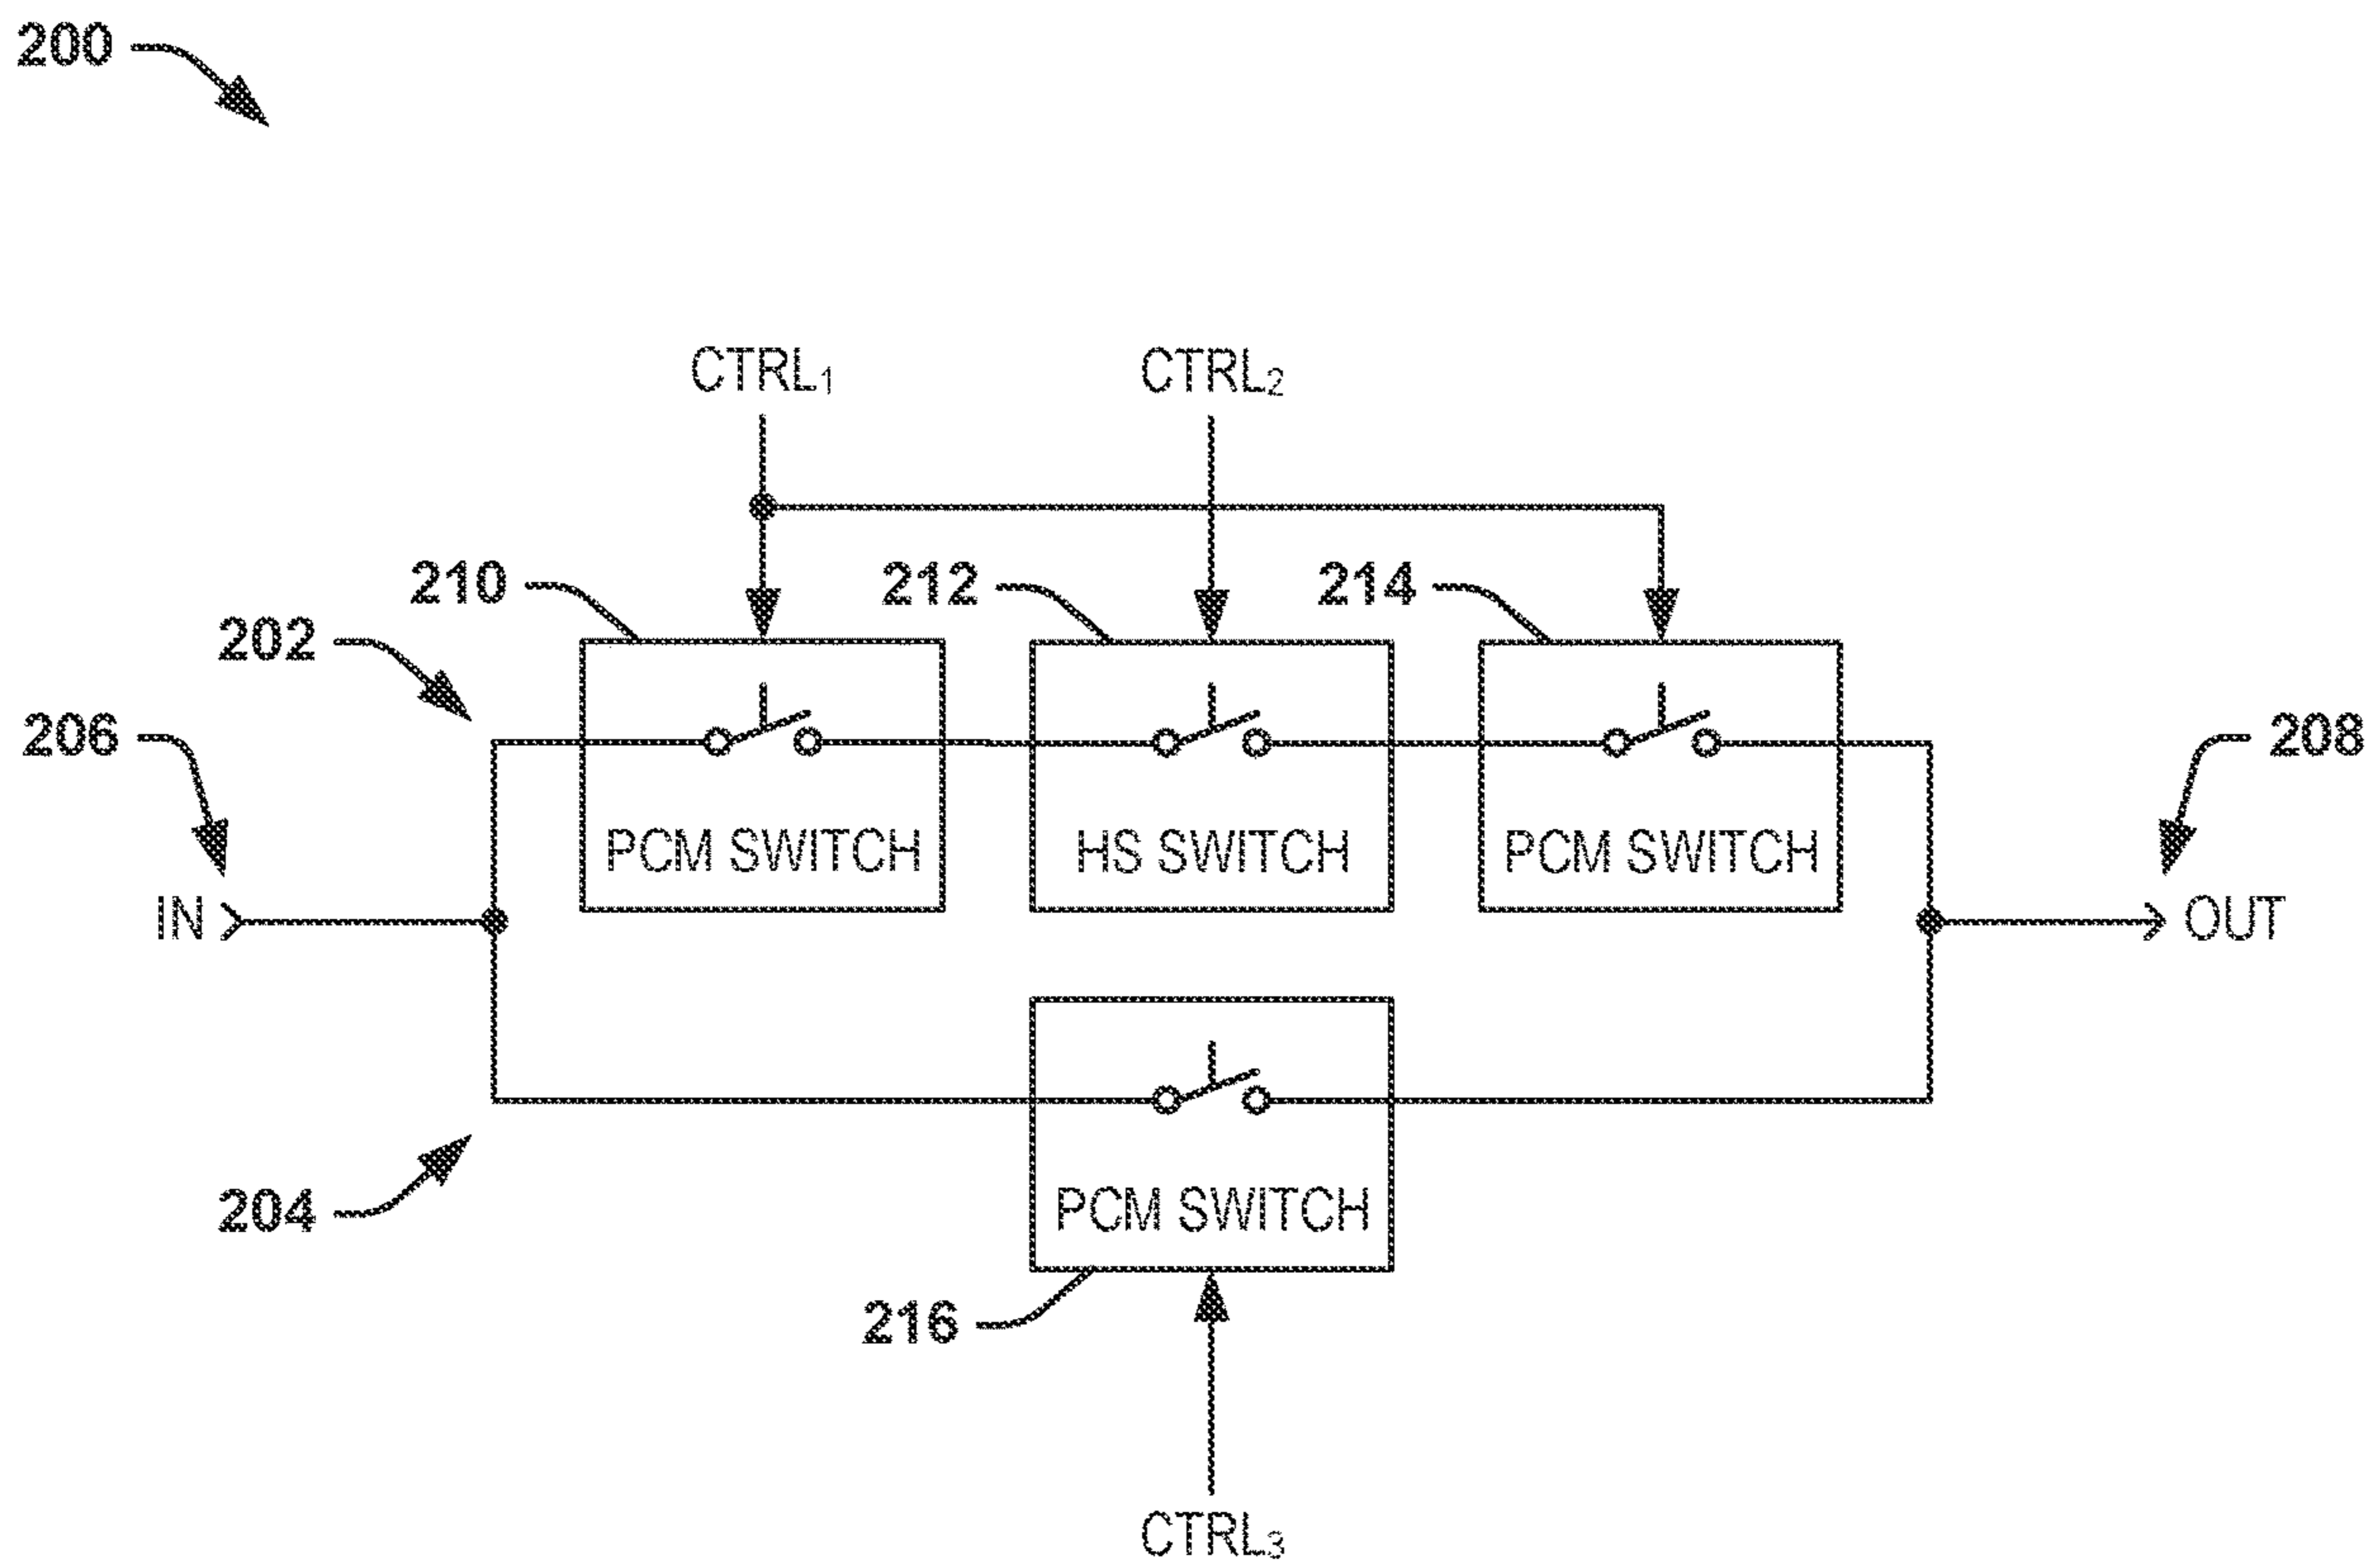 200
CTRL₁ CTRL₂
210 212 214
202
206 208
PCM SWITCH HS SWITCH PCM SWITCH
IN OUT
204
PCM SWITCH
216
CTRL₃